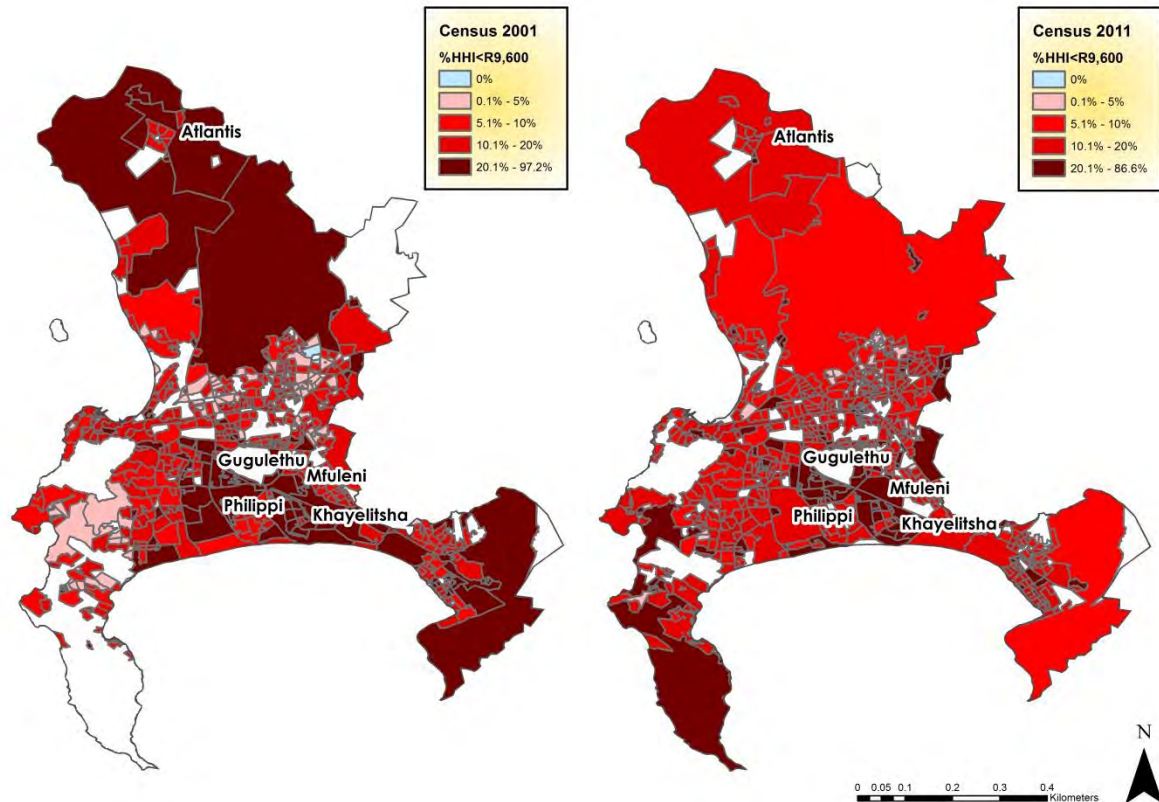 Census 2001
%HHI<R9,600
0%
0.1% - 5%
5.1% - 10%
10.1% - 20%
20.1% - 97.2%
Atlantis
Gugulethu
Mfuleni
Philippi
Khayelitsha
Census 2011
%HHI<R9,600
0%
0.1% - 5%
5.1% - 10%
10.1% - 20%
20.1% - 86.6%
Atlantis
Gugulethu
Mfuleni
Philippi
Khayelitsha
N
0 0.05 0.1 0.2 0.3 0.4
Kilometers